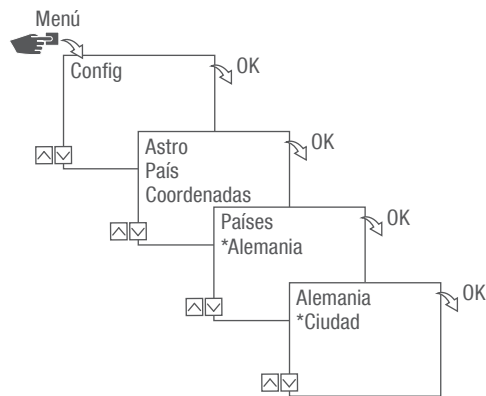 Menú
Config
OK
Astro
País
Coordenadas
OK
Países
*Alemania
OK
Alemania
*Ciudad
OK